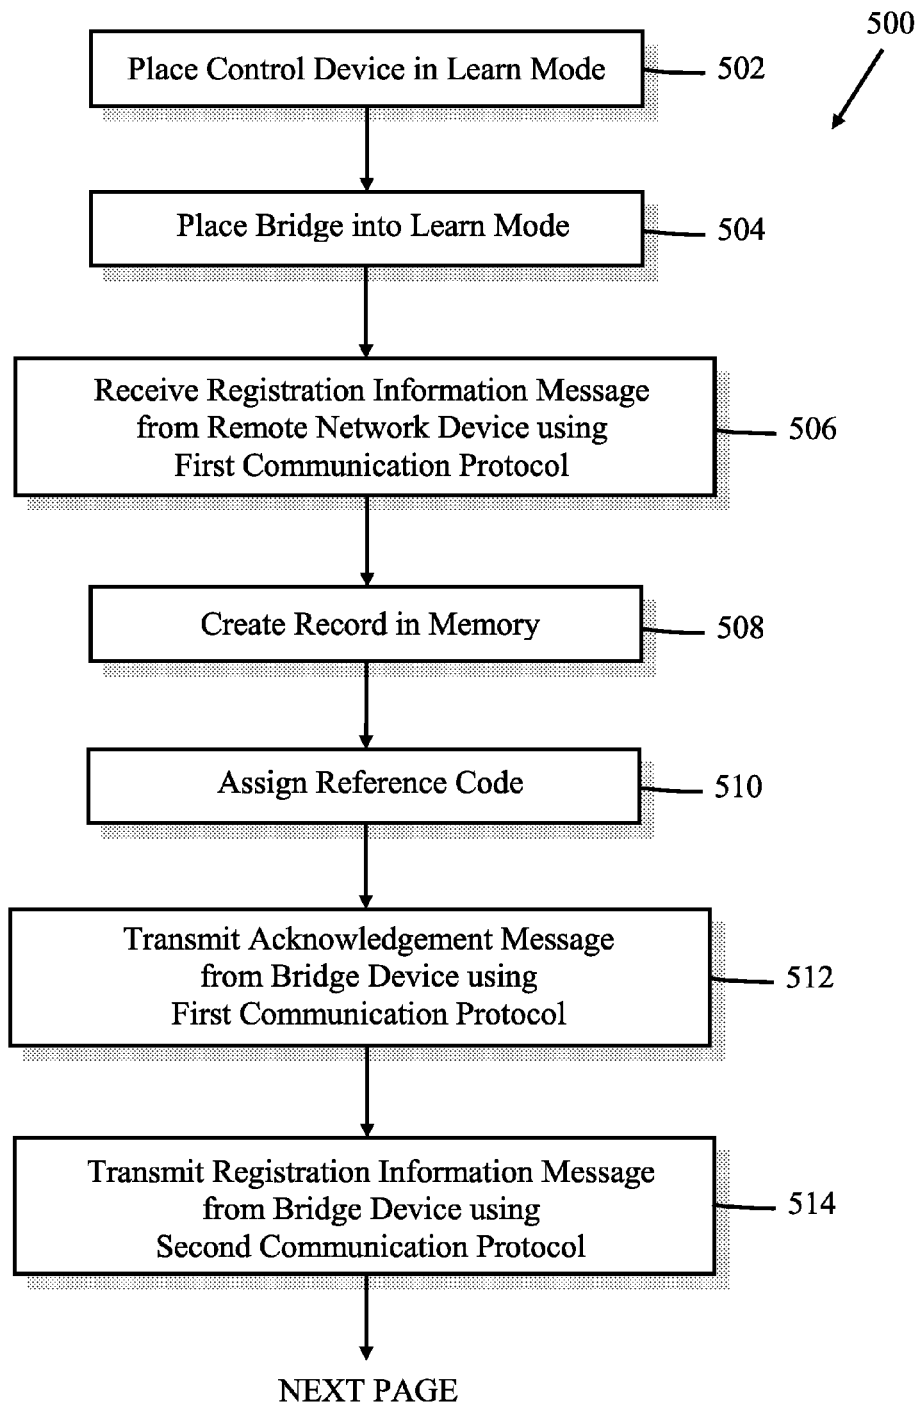 500
Place Control Device in Learn Mode
502
Place Bridge into Learn Mode
504
Receive Registration Information Message
from Remote Network Device using
First Communication Protocol
506
Create Record in Memory
508
Assign Reference Code
510
Transmit Acknowledgement Message
from Bridge Device using
First Communication Protocol
512
Transmit Registration Information Message
from Bridge Device using
Second Communication Protocol
514
NEXT PAGE